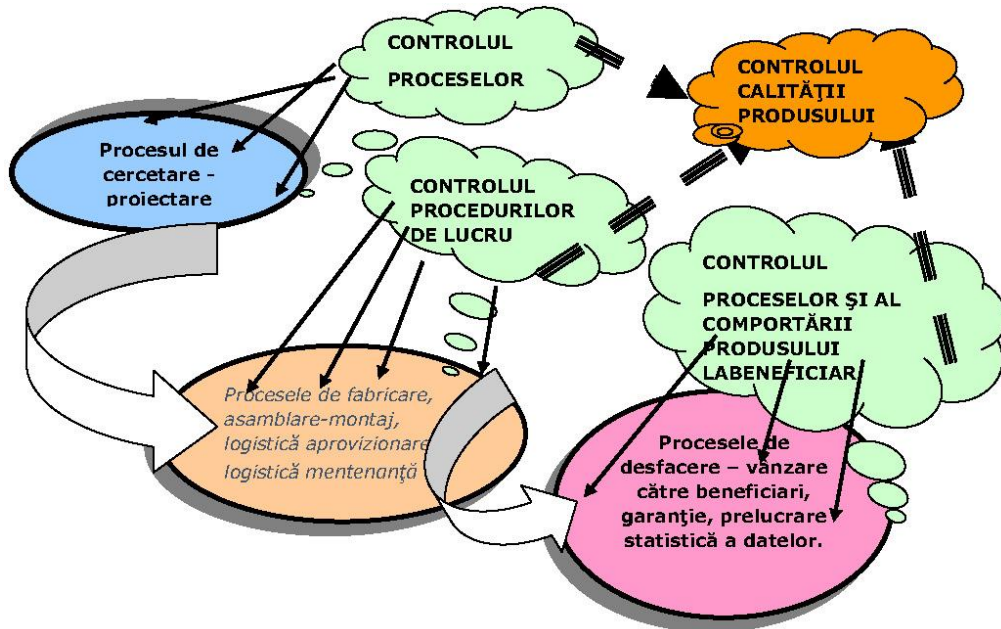 CONTROLUL
PROCESELOR
CONTROLUL
CALITĂŢII
PRODUSULUI
Procesul de
cercetare -
proiectare
CONTROLUL
PROCEDURILOR
DE LUCRU
CONTROLUL
PROCESELOR ŞI AL
COMPORTĂRII
PRODUSULUI
LABENEFICIAR
Procesele de fabricare,
asamblare-montaj,
logistică aprovizionare
logistică mentenanţă
Procesele de
desfacere – vânzare
către beneficiari,
garanţie, prelucrare
statistică a datelor.